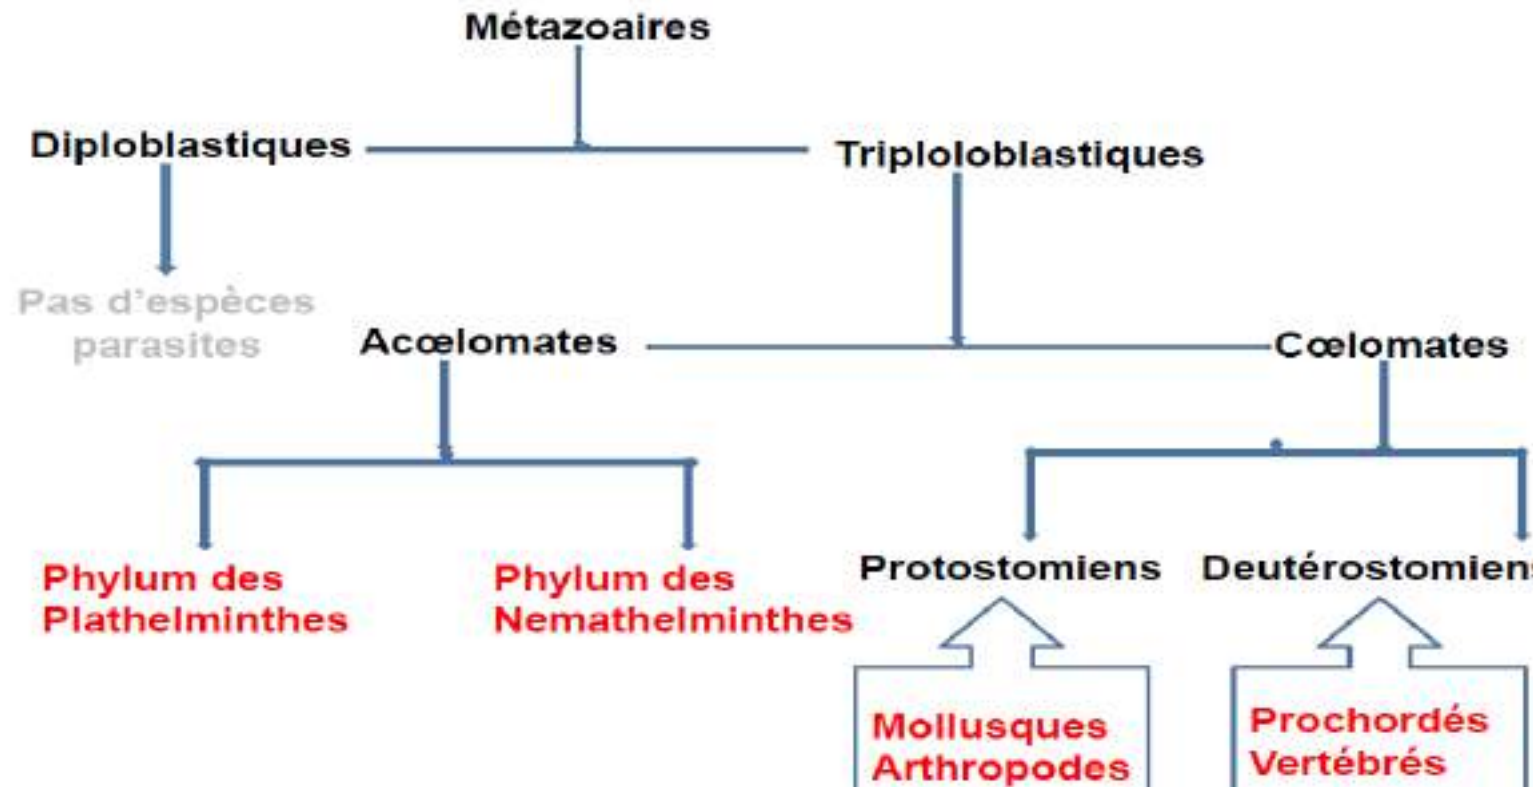 Métazoaires
Diploblastiques
Triploloblastiques
Pas d'espèces
parasites
Acœlomates
Cœlomates
Phylum des
Plathelminthes
Phylum des
Nemathelminthes
Protostomiens
Deutérostomiens
Mollusques
Arthropodes
Prochordés
Vertébrés